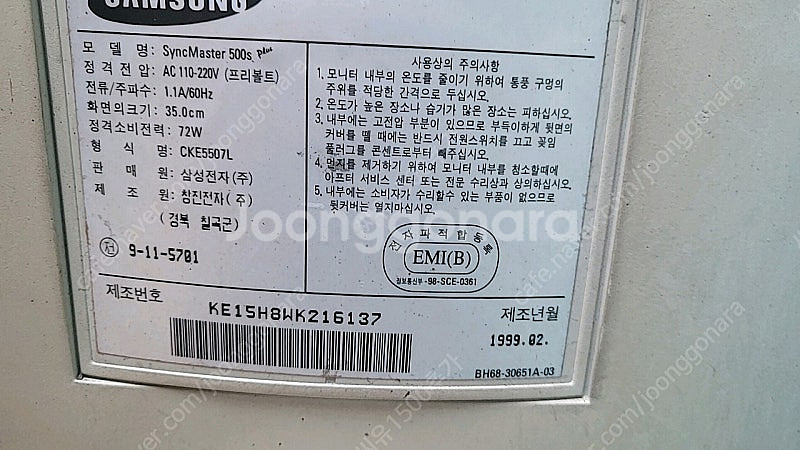 SAMSUNG
모 델 명: SyncMaster 500s plus
정 격 전 압: AC 110-220V (프리볼트)
전류/주파수: 1.1A/60Hz
화면의크기: 35.0cm
정격소비전력: 72W
형 식 명: CKE5507L
판 매 원: 삼성전자(주)
제 조 원: 창진전자(주)
(경북 칠곡군)
전 9-11-5701
사용상의 주의사항
1. 모니터 내부의 온도를 줄이기 위하여 통풍 구멍의
주위를 적당한 간격으로 두십시오.
2. 온도가 높은 장소나 습기가 많은 장소는 피하십시오.
3. 내부에는 고전압 부분이 있으므로 부득이하게 뒷면의
커버를 뗄 때에는 반드시 전원스위치를 끄고 꽂임
플러그를 콘센트로부터 빼주십시오.
4. 먼지를 제거하기 위하여 모니터 내부를 청소할때에
아프터 서비스 센터 또는 전문 수리상과 상의하십시오.
5. 내부에는 소비자가 수리할수 있는 부품이 없으므로
뒷커버는 열지마십시오.
전자파적합등록
EMI(B)
정보통신부-98-SCE-0361
제조번호
KE15H8WK216137
제조년월
1999.02.
BH68-30651A-03
Joonggonara